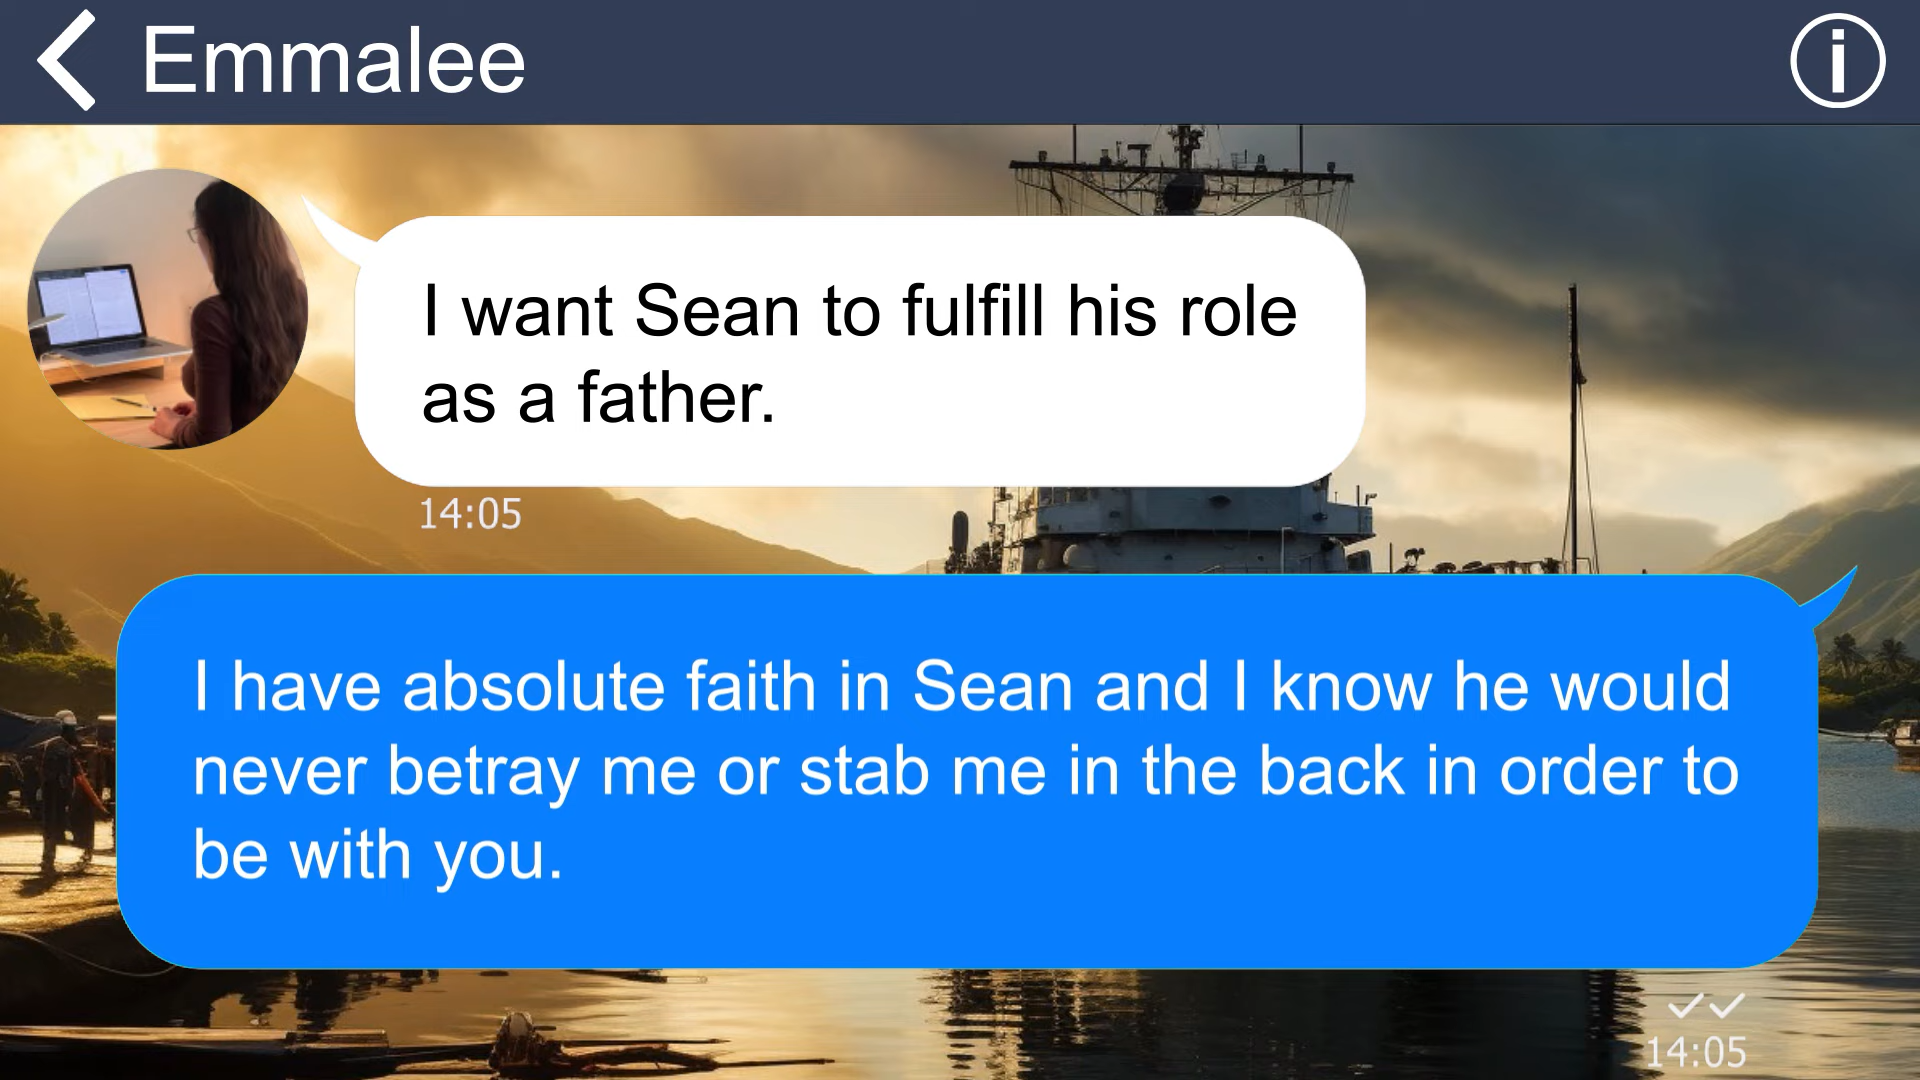 Emmalee
I want Sean to fulfill his role
as a father.
14:05
I have absolute faith in Sean and I know he would
never betray me or stab me in the back in order to
be with you.
14:05